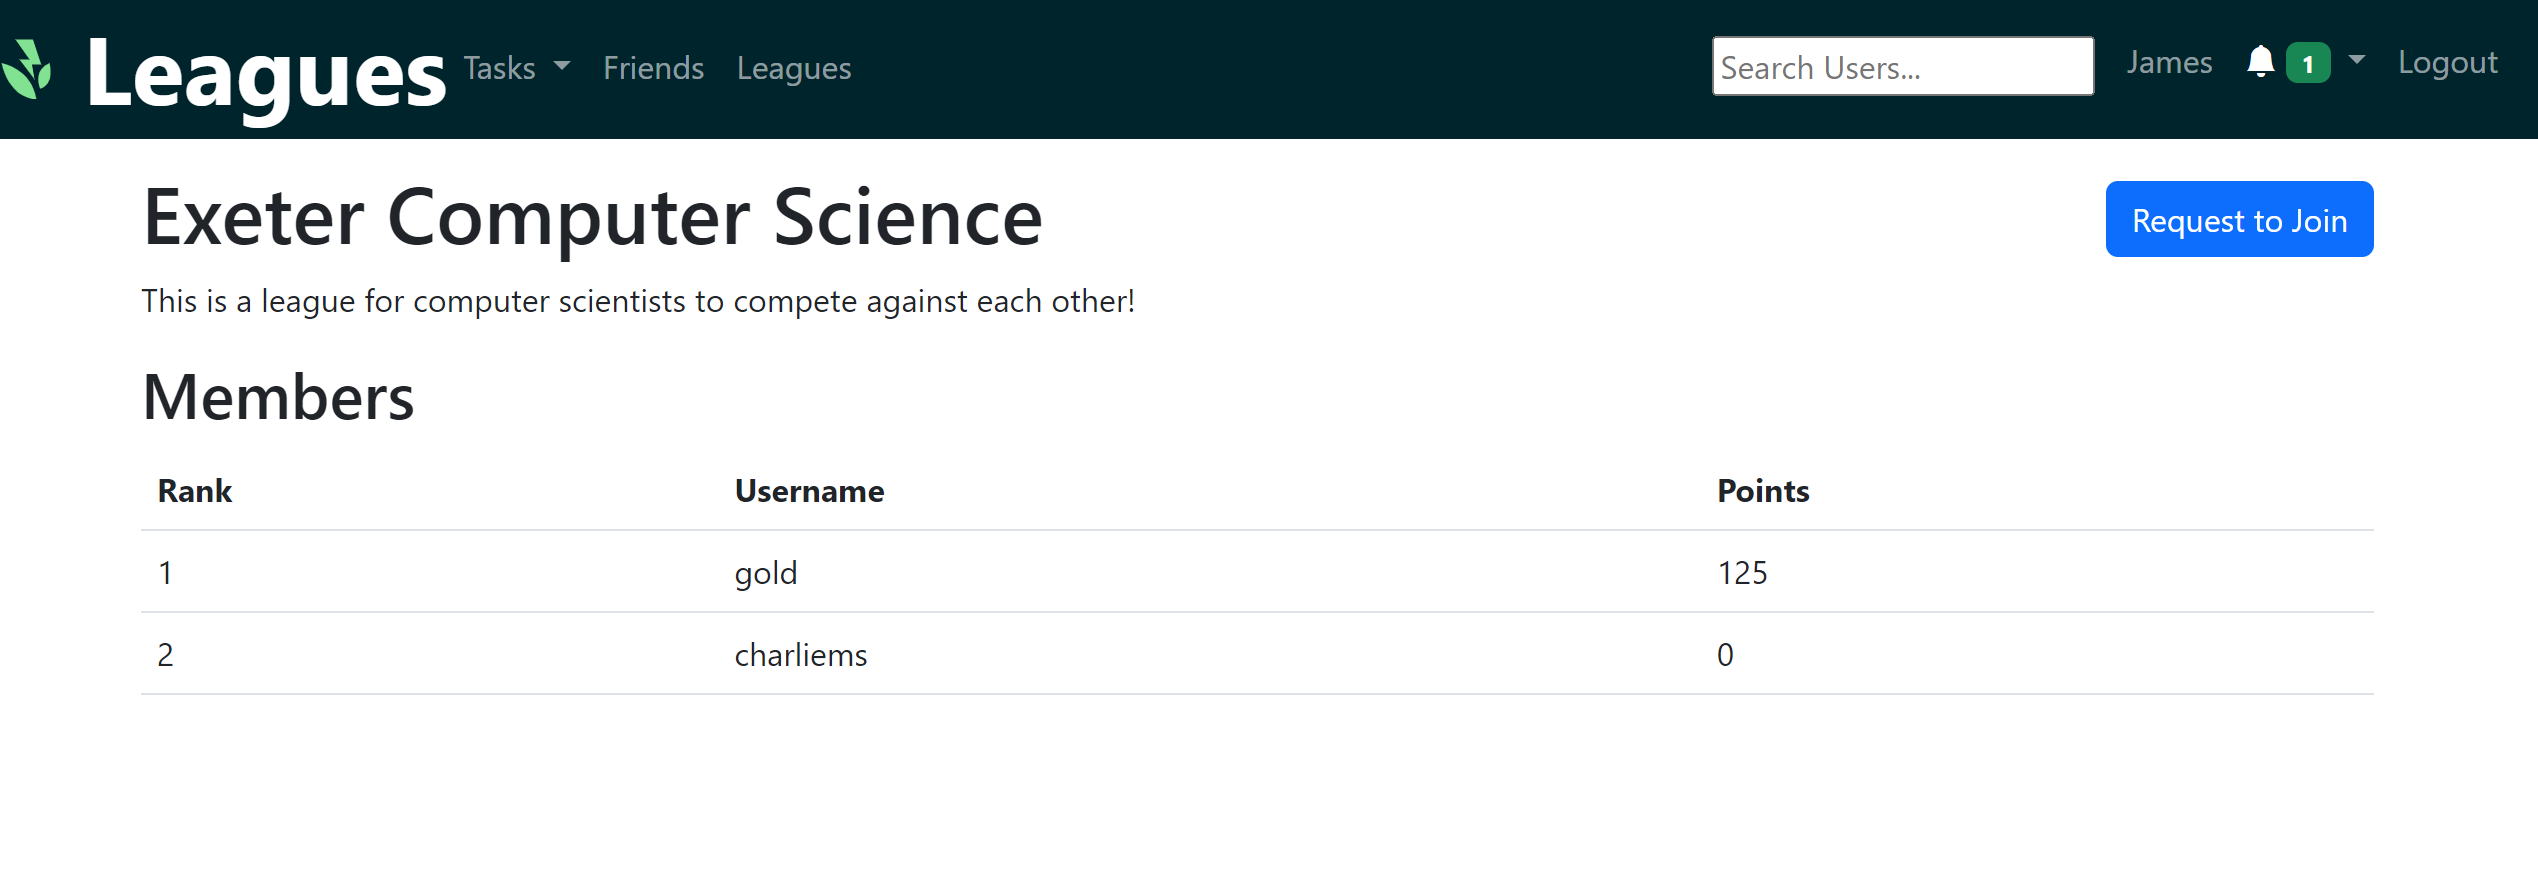 Leagues Tasks Friends Leagues Search Users... James 1 Logout
Exeter Computer Science Request to Join
This is a league for computer scientists to compete against each other!
Members
Rank Username Points
1 gold 125
2 charliems 0